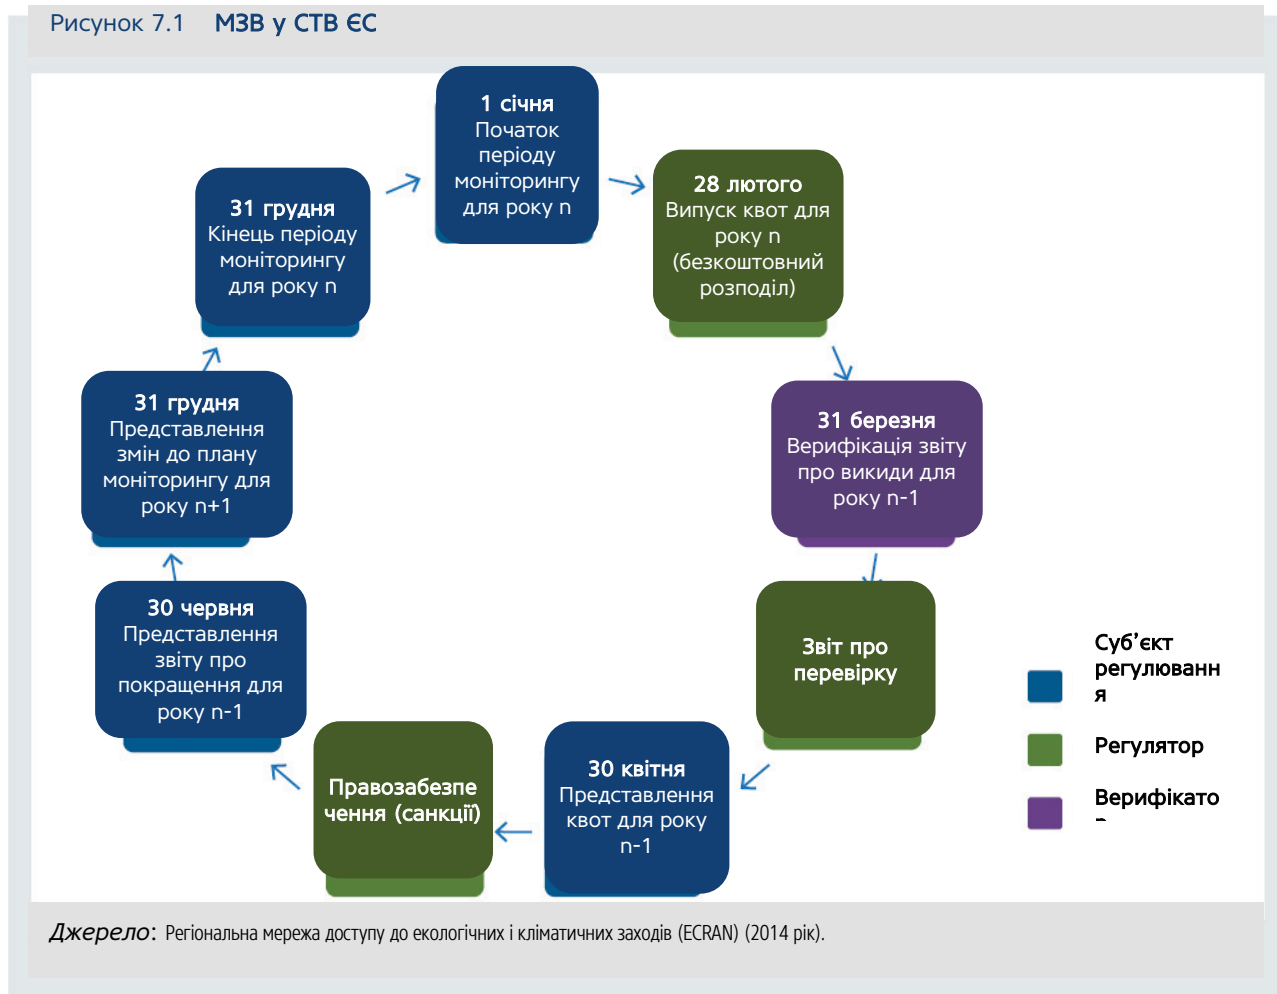 Рисунок 7.1 МЗВ у СТВ ЄС
1 січня
Початок
періоду
моніторингу
для року n
28 лютого
Випуск квот для
року n
(безкоштовний
розподіл)
31 березня
Верифікація звіту
про викиди для
року n-1
Звіт про
перевірку
30 квітня
Представлення
квот для року
n-1
Правозабезпе
чення (санкції)
30 червня
Представлення
звіту про
покращення для
року n-1
31 грудня
Представлення
змін до плану
моніторингу для
року n+1
31 грудня
Кінець періоду
моніторингу
для року n
Суб’єкт
регулюванн
я
Регулятор
Верифікато
Джерело: Регіональна мережа доступу до екологічних і кліматичних заходів (ECRAN) (2014 рік).